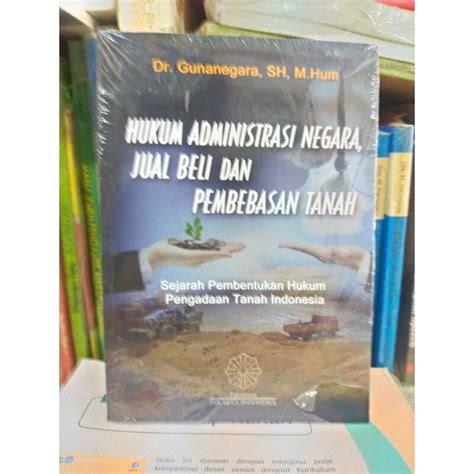 Dr. Gunanegara, SH, M.Hum
HUKUM ADMINISTRASI NEGARA,
JUAL BELI DAN
PEMBEBASAN TANAH
Sejarah Pembentukan Hukum
Pengadaan Tanah Indonesia
Buku ini disusun dengan mengacu pada
kompetensi dasar sesuai amanat Kurikulum